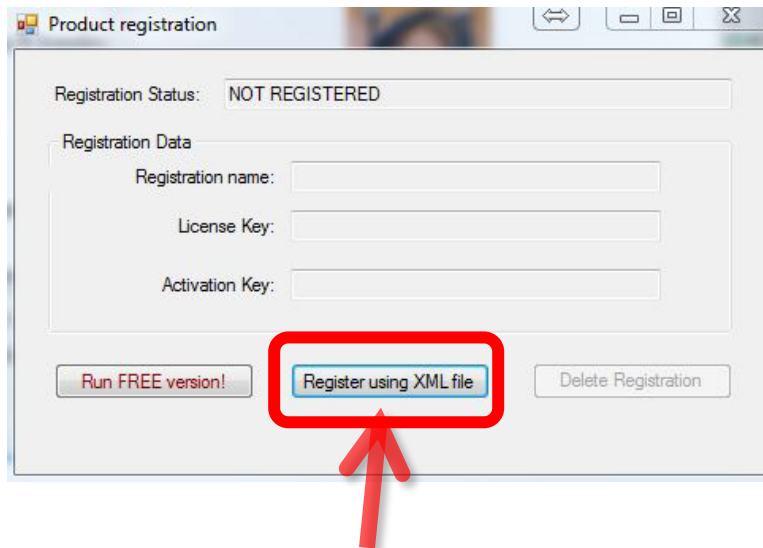 Product registration
Registration Status: NOT REGISTERED
Registration Data
Registration name:
License Key:
Activation Key:
Run FREE version! Register using XML file Delete Registration